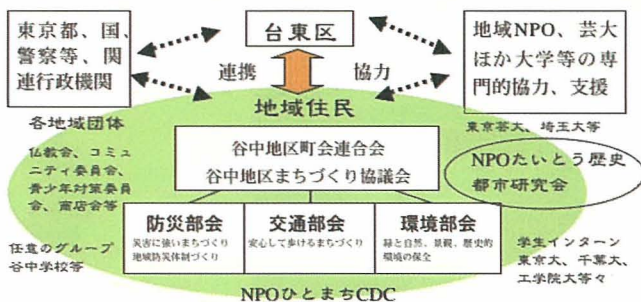 東京都、国、
警察等、関
連行政機関
台東区
地域NPO、芸大
ほか大学等の専
門的協力、支援
連携
協力
地域住民
各地域団体
東京芸大、埼玉大等
仏教会、コミュ
ニティ委員会、
青少年対策委員
会、商店会等
谷中地区町会連合会
谷中地区まちづくり協議会
NPOたいとう歴史
都市研究会
防災部会
災害に強いまちづくり
地域防災体制づくり
交通部会
安心して歩けるまちづくり
環境部会
緑と自然、景観、歴史的
環境の保全
任意のグループ
谷中学校等
学生インターン
東京大、千葉大、
工学院大等々
NPOひとまちCDC